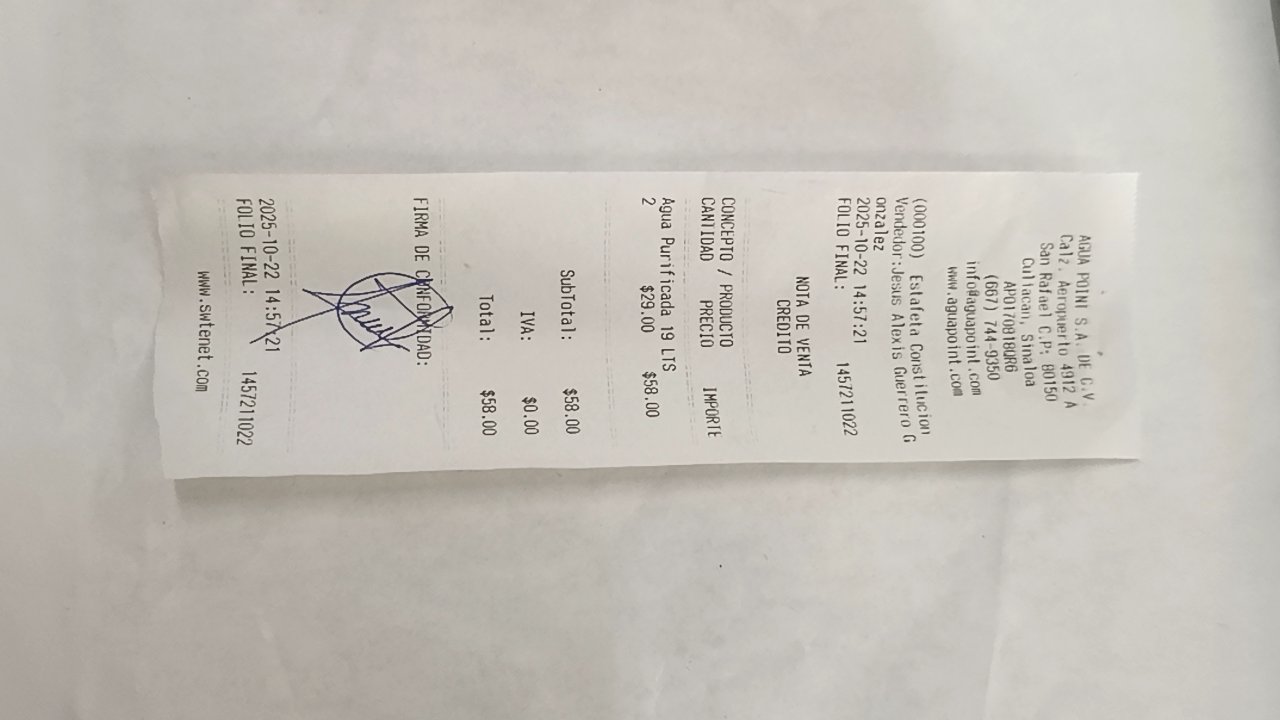 AGUA POINT S.A. DE C.V.
Calz. Aeropuerto 4912 A
San Rafael C.P: 80150
Culiacan, Sinaloa
APO170818QR6
(667) 744-9350
info@aguapoint.com
www.aguapoint.com
(000100) Estafeta Constitucion
Vendedor:Jesus Alexis Guerrero G
onzalez
2025-10-22 14:57:21
FOLIO FINAL: 1457211022
NOTA DE VENTA
CREDITO
CONCEPTO / PRODUCTO
CANTIDAD PRECIO IMPORTE
Agua Purificada 19 LTS
2 $29.00 $58.00
SubTotal: $58.00
IVA: $0.00
Total: $58.00
FIRMA DE CONFORMIDAD:
2025-10-22 14:57:21
FOLIO FINAL: 1457211022
www.swtenet.com